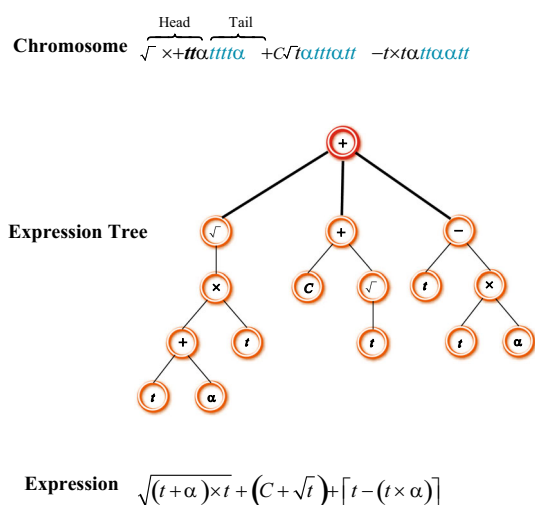 Head Tail
Chromosome √×+ttαttttα +C√tαtttαtt −t×tαttααtt
+
Expression Tree √ + −
× C √ t ×
+ t t t α
t α
Expression √(t+α)×t+(C+√t)+⌈t−(t×α)⌉